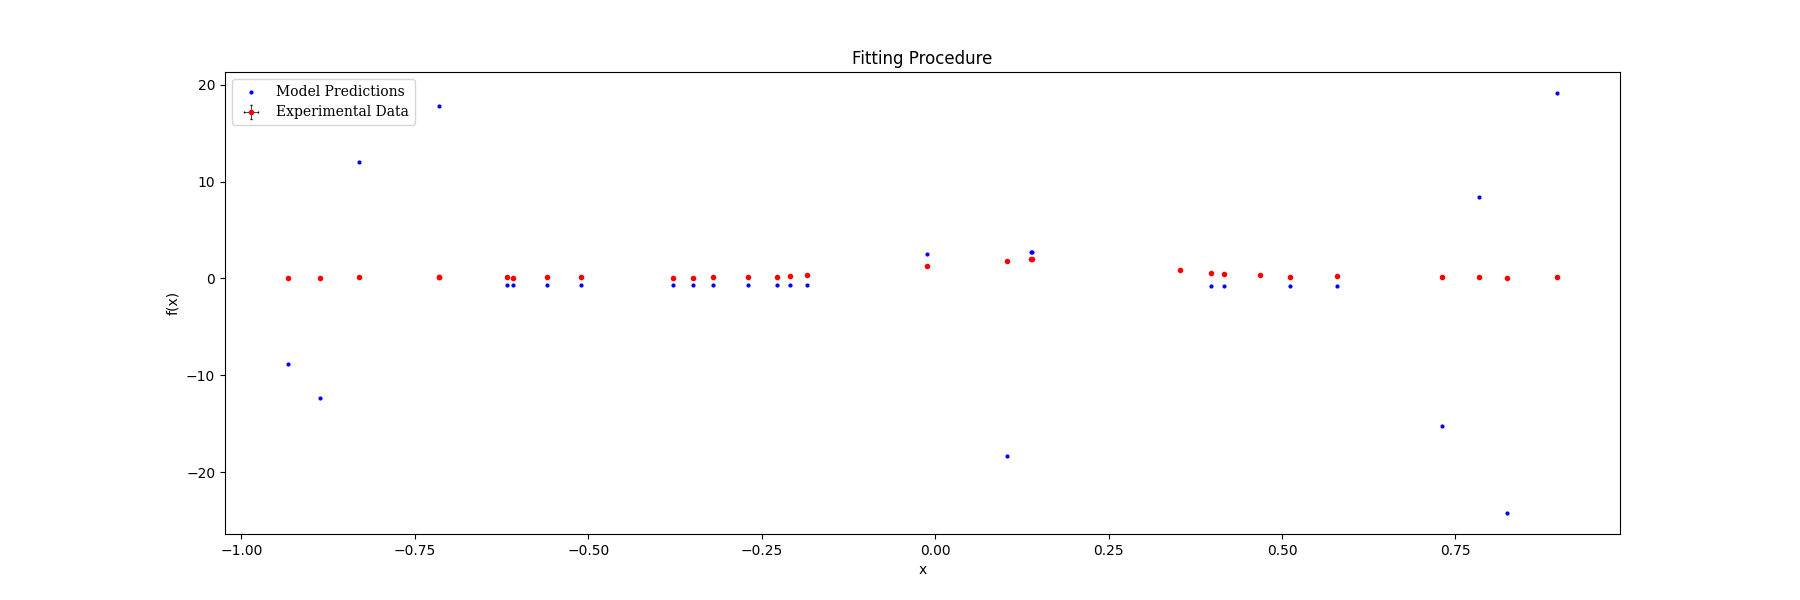 Fitting Procedure
Model Predictions
Experimental Data
20
10
0
−10
−20
f(x)
−1.00 −0.75 −0.50 −0.25 0.00 0.25 0.50 0.75
x